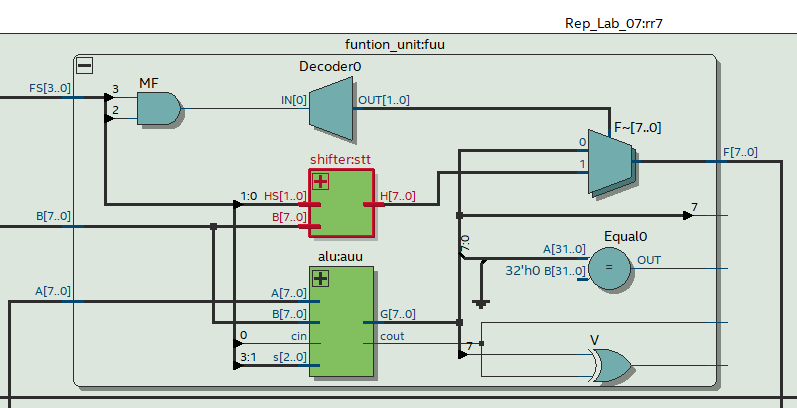 Rep_Lab_07:rr7
funtion_unit:fuu
Decoder0
MF
FS[3..0]
3
2
IN[0]
OUT[1..0]
F~[7..0]
0
1
F[7..0]
shifter:stt
1:0
HS[1..0]
H[7..0]
B[7..0]
B[7..0]
7
7:0
Equal0
A[31..0]
32'h0 B[31..0]
=
OUT
alu:auu
A[7..0]
A[7..0]
B[7..0]
G[7..0]
0
cin
cout
3:1
s[2..0]
7
V